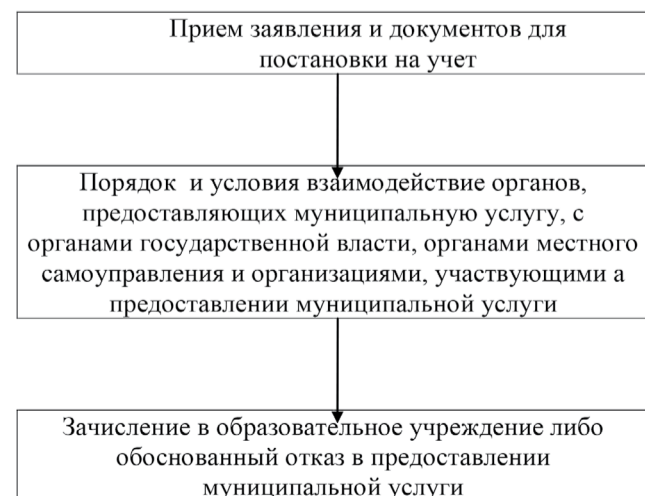 Прием заявления и документов для
постановки на учет
Порядок и условия взаимодействие органов,
предоставляющих муниципальную услугу, с
органами государственной власти, органами местного
самоуправления и организациями, участвующими а
предоставлении муниципальной услуги
Зачисление в образовательное учреждение либо
обоснованный отказ в предоставлении
муниципальной услуги